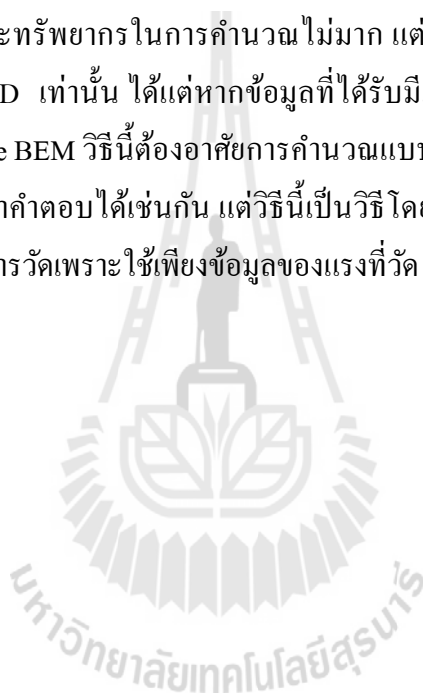 ะทรัพยากรในการคำนวณไม่มาก แต่
D เท่านั้น ได้แต่หากข้อมูลที่ได้รับมี
e BEM วิธีนี้ต้องอาศัยการคำนวณแบบ
าคำตอบได้เช่นกัน แต่วิธีนี้เป็นวิธีโดย
ารวัดเพราะใช้เพียงข้อมูลของแรงที่วัด
มหาวิทยาลัยเทคโนโลยีสุรนารี